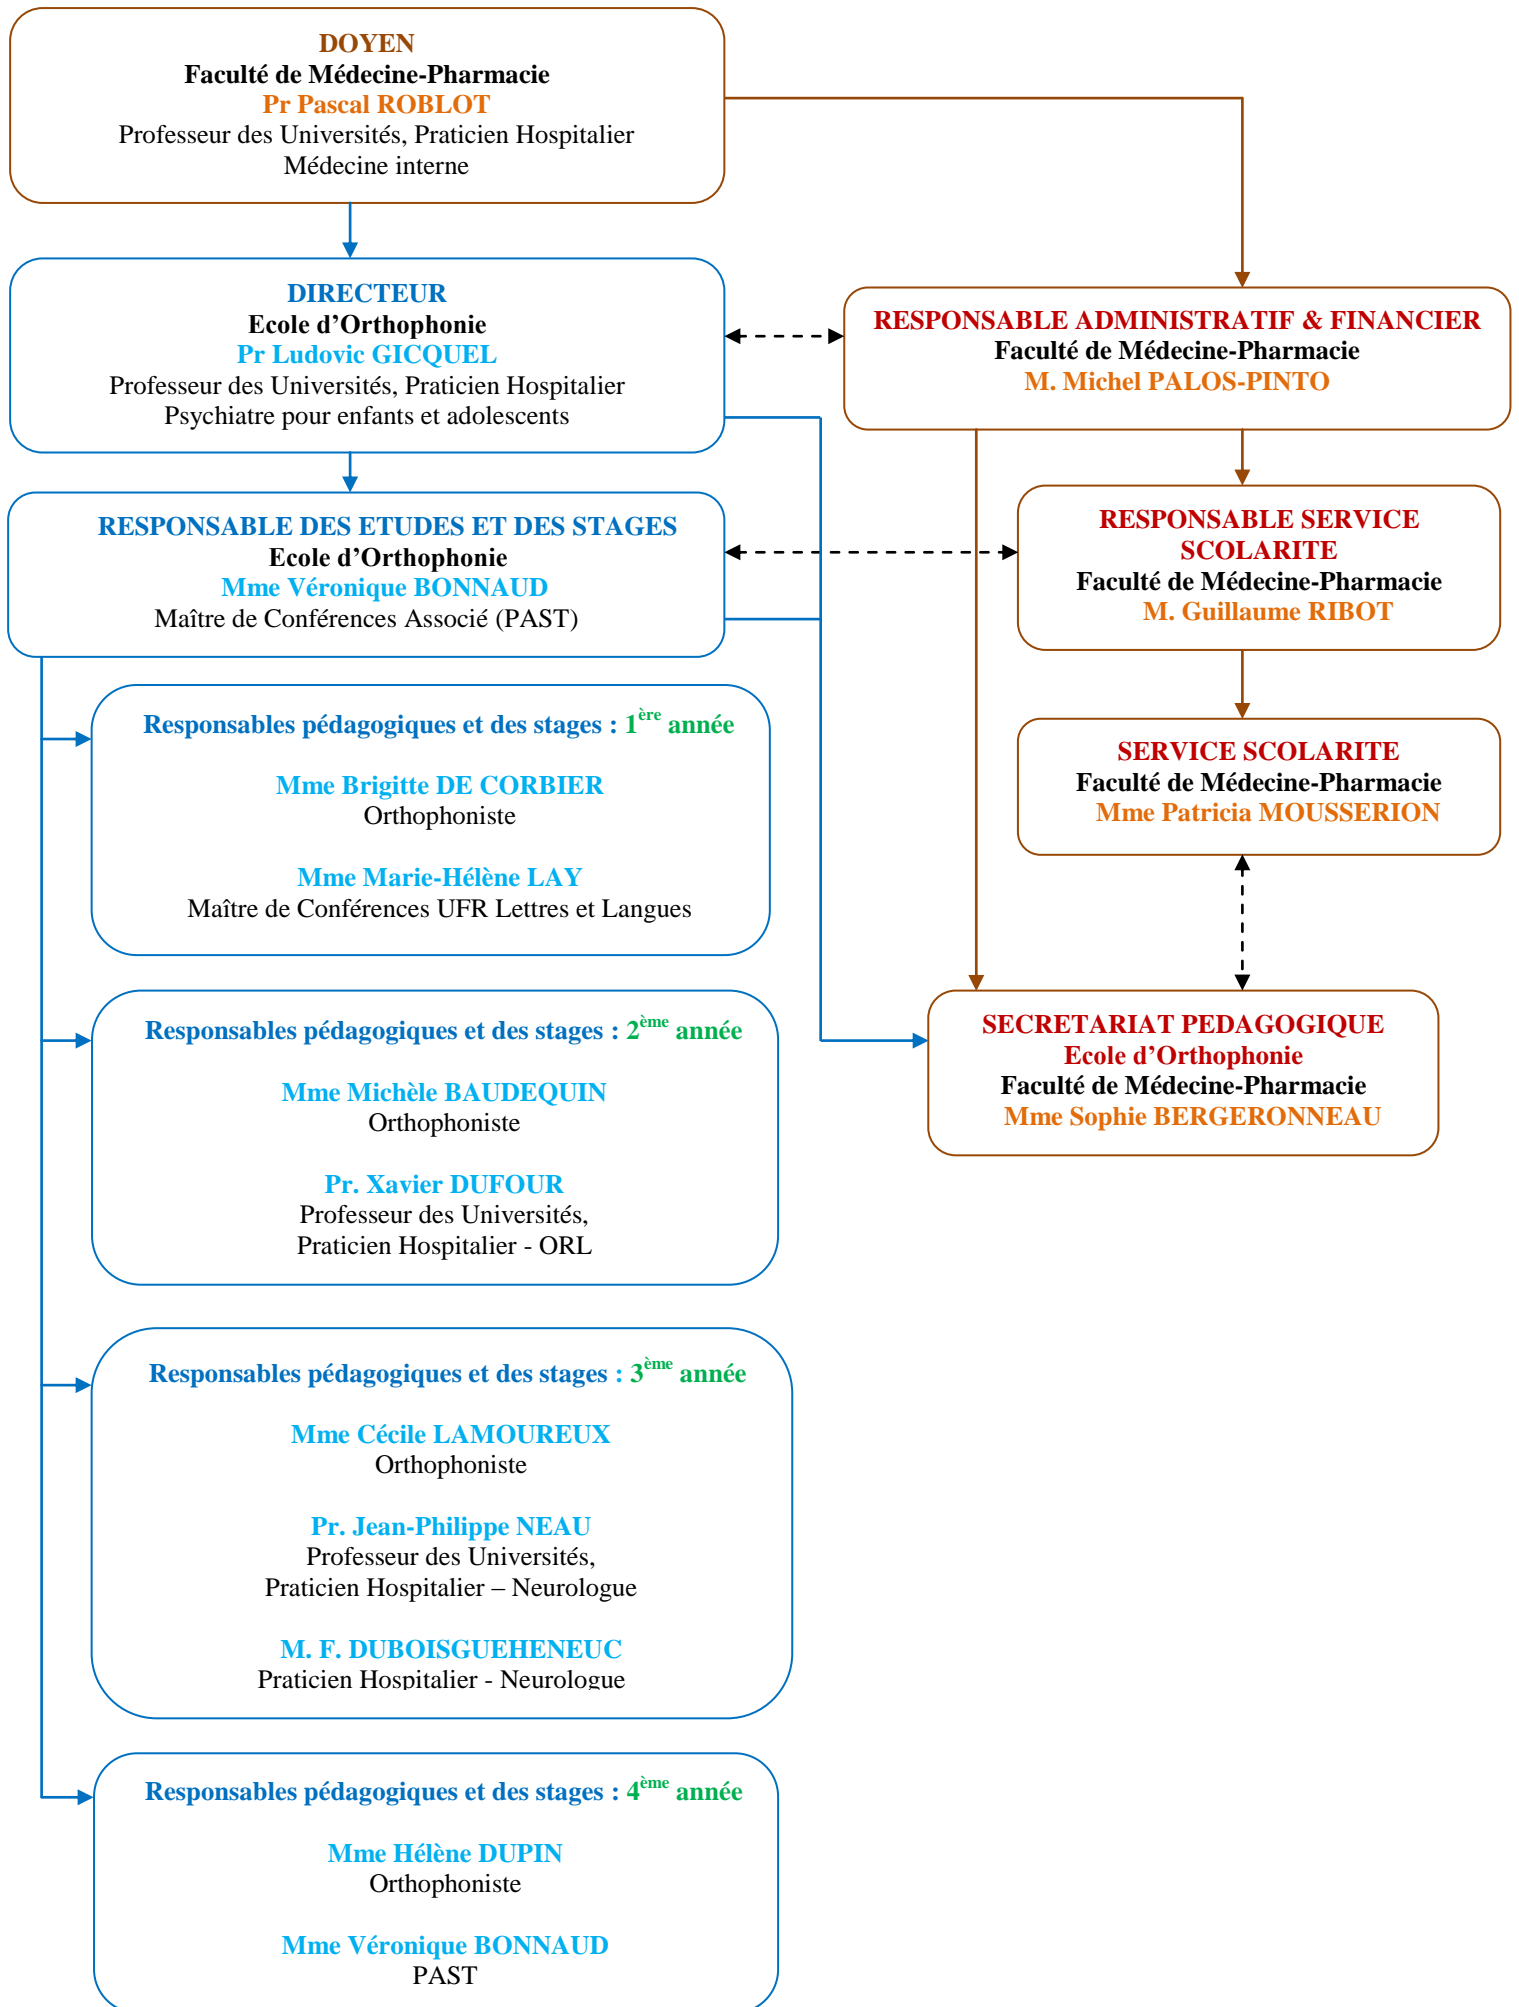 DOYEN
Faculté de Médecine-Pharmacie
Pr Pascal ROBLOT
Professeur des Universités, Praticien Hospitalier
Médecine interne
DIRECTEUR
Ecole d’Orthophonie
Pr Ludovic GICQUEL
Professeur des Universités, Praticien Hospitalier
Psychiatre pour enfants et adolescents
RESPONSABLE ADMINISTRATIF & FINANCIER
Faculté de Médecine-Pharmacie
M. Michel PALOS-PINTO
RESPONSABLE DES ETUDES ET DES STAGES
Ecole d’Orthophonie
Mme Véronique BONNAUD
Maître de Conférences Associé (PAST)
RESPONSABLE SERVICE
SCOLARITE
Faculté de Médecine-Pharmacie
M. Guillaume RIBOT
Responsables pédagogiques et des stages : 1ère année
Mme Brigitte DE CORBIER
Orthophoniste
Mme Marie-Hélène LAY
Maître de Conférences UFR Lettres et Langues
SERVICE SCOLARITE
Faculté de Médecine-Pharmacie
Mme Patricia MOUSSERION
Responsables pédagogiques et des stages : 2ème année
Mme Michèle BAUDEQUIN
Orthophoniste
Pr. Xavier DUFOUR
Professeur des Universités,
Praticien Hospitalier - ORL
SECRETARIAT PEDAGOGIQUE
Ecole d’Orthophonie
Faculté de Médecine-Pharmacie
Mme Sophie BERGERONNEAU
Responsables pédagogiques et des stages : 3ème année
Mme Cécile LAMOUREUX
Orthophoniste
Pr. Jean-Philippe NEAU
Professeur des Universités,
Praticien Hospitalier – Neurologue
M. F. DUBOISGUEHENEUC
Praticien Hospitalier - Neurologue
Responsables pédagogiques et des stages : 4ème année
Mme Hélène DUPIN
Orthophoniste
Mme Véronique BONNAUD
PAST